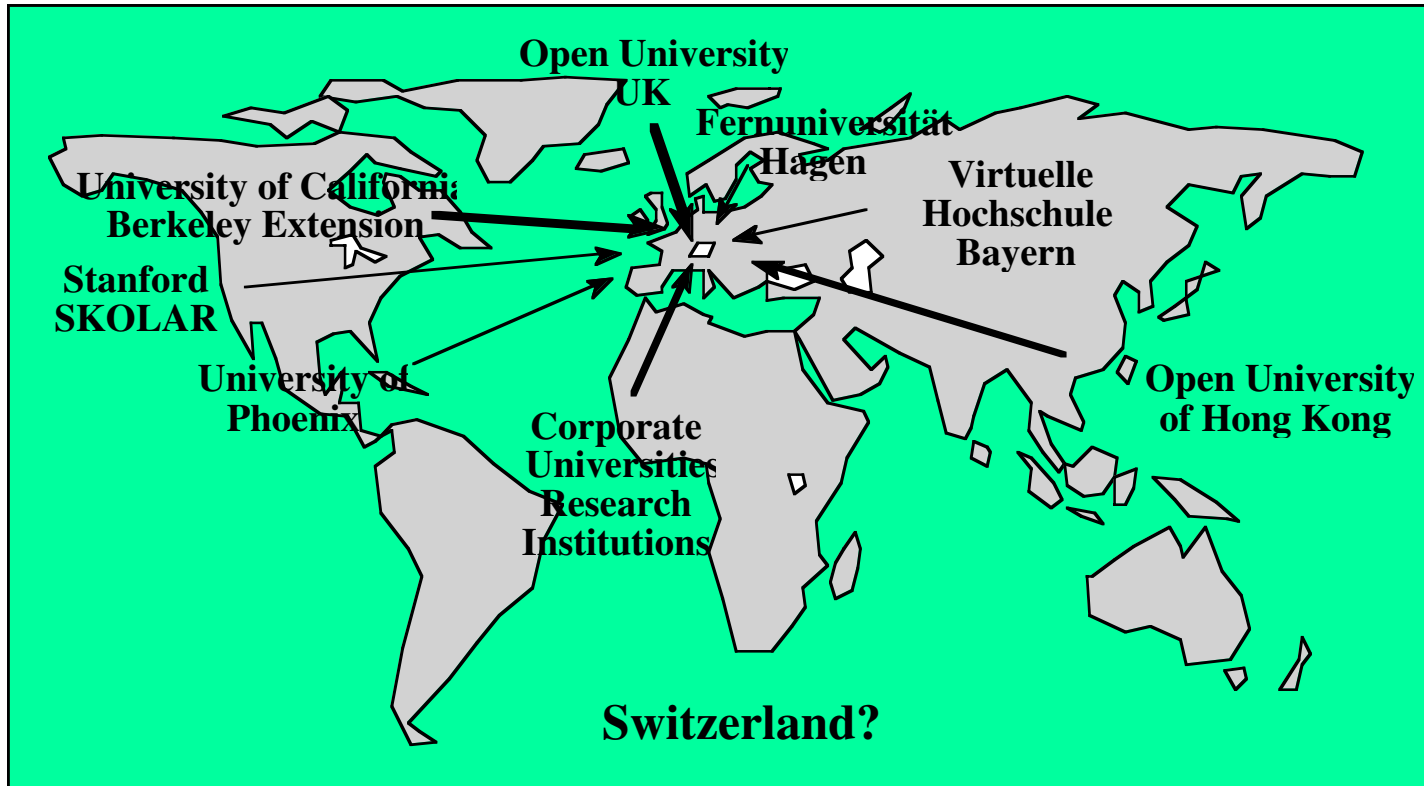 Open University
UK
Fernuniversität
Hagen
Virtuelle
Hochschule
Bayern
University of California
Berkeley Extension
Stanford
SKOLAR
University of
Phoenix
Corporate
Universities
Research
Institutions
Open University
of Hong Kong
Switzerland?